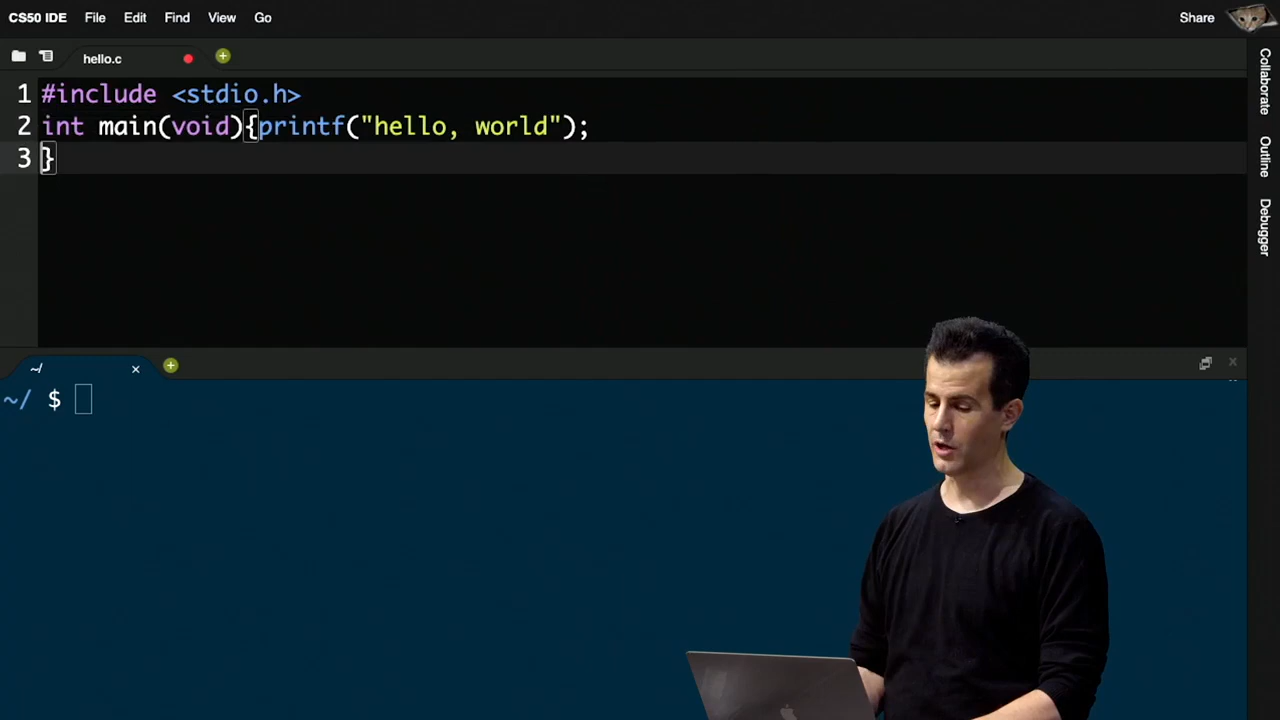 CS50 IDE File Edit Find View Go Share
hello.c
1 #include <stdio.h>
2 int main(void){printf("hello, world");
3 }
~/
~/ $
Collaborate
Outline
Debugger